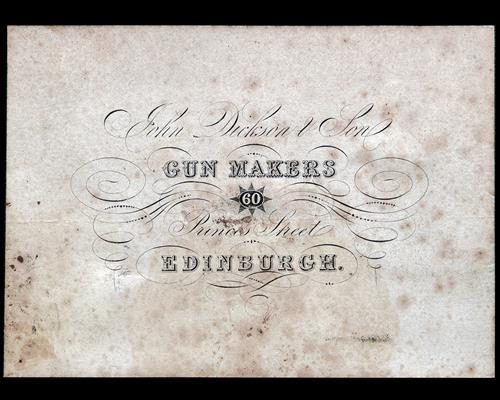 John Dickson & Son
GUN MAKERS
60
Princes Street
EDINBURGH.